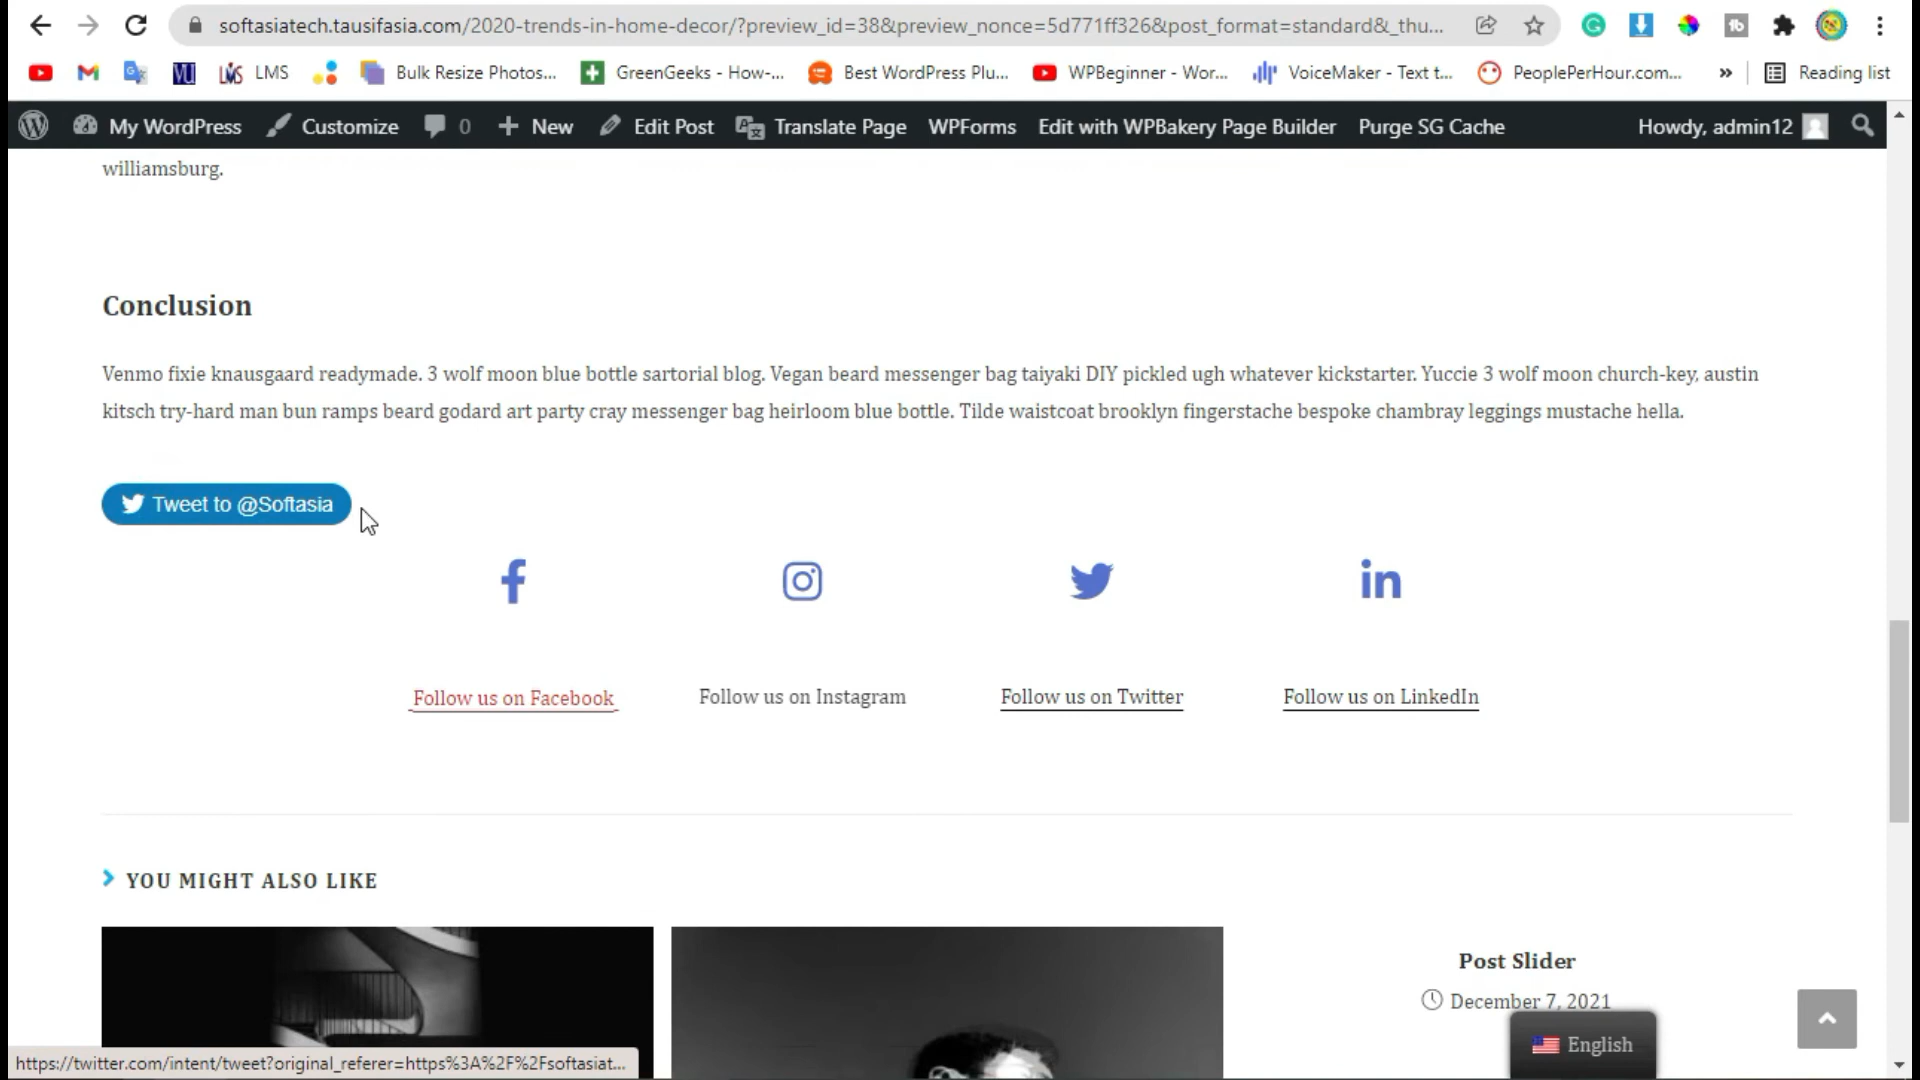 softasiatech.tausifasia.com/2020-trends-in-home-decor/?preview_id=38&preview_nonce=5d771ff326&post_format=standard&_thu...
LMS Bulk Resize Photos... GreenGeeks - How-... Best WordPress Plu... WPBeginner - Wor... VoiceMaker - Text t... PeoplePerHour.com... » Reading list
My WordPress Customize 0 New Edit Post Translate Page WPForms Edit with WPBakery Page Builder Purge SG Cache Howdy, admin12
williamsburg.
Conclusion
Venmo fixie knausgaard readymade. 3 wolf moon blue bottle sartorial blog. Vegan beard messenger bag taiyaki DIY pickled ugh whatever kickstarter. Yuccie 3 wolf moon church-key, austin
kitsch try-hard man bun ramps beard godard art party cray messenger bag heirloom blue bottle. Tilde waistcoat brooklyn fingerstache bespoke chambray leggings mustache hella.
Tweet to @Softasia
Follow us on Facebook Follow us on Instagram Follow us on Twitter Follow us on LinkedIn
YOU MIGHT ALSO LIKE
Post Slider
December 7, 2021
English
https://twitter.com/intent/tweet?original_referer=https%3A%2F%2Fsoftasiat...